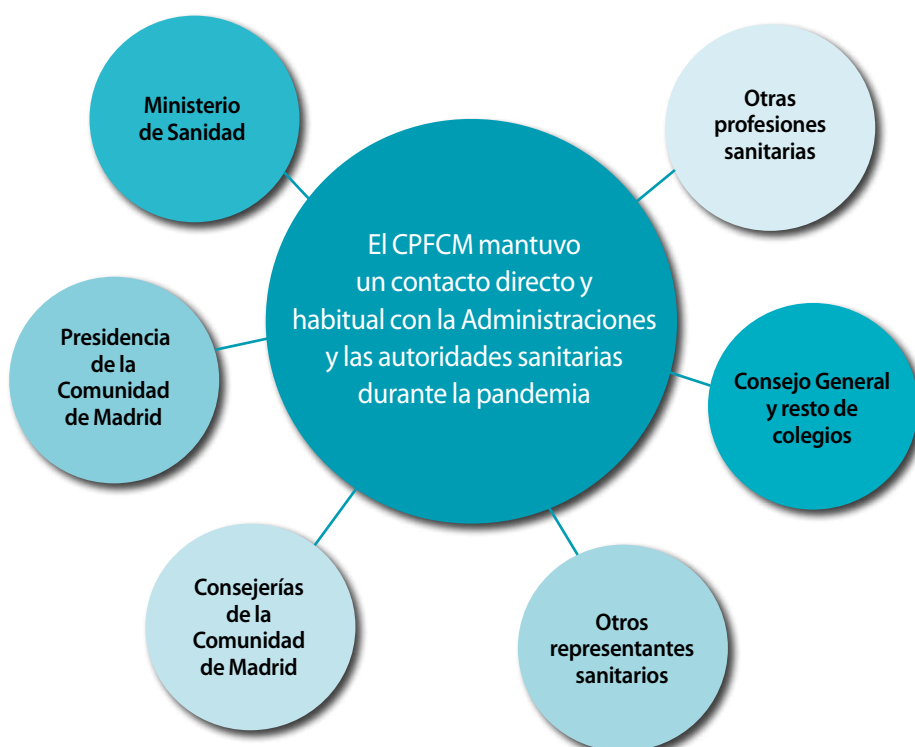 Ministerio
de Sanidad
Otras
profesiones
sanitarias
El CPFCM mantuvo
un contacto directo y
habitual con la Administraciones
y las autoridades sanitarias
durante la pandemia
Presidencia
de la
Comunidad
de Madrid
Consejo General
y resto de
colegios
Consejerías
de la
Comunidad
de Madrid
Otros
representantes
sanitarios